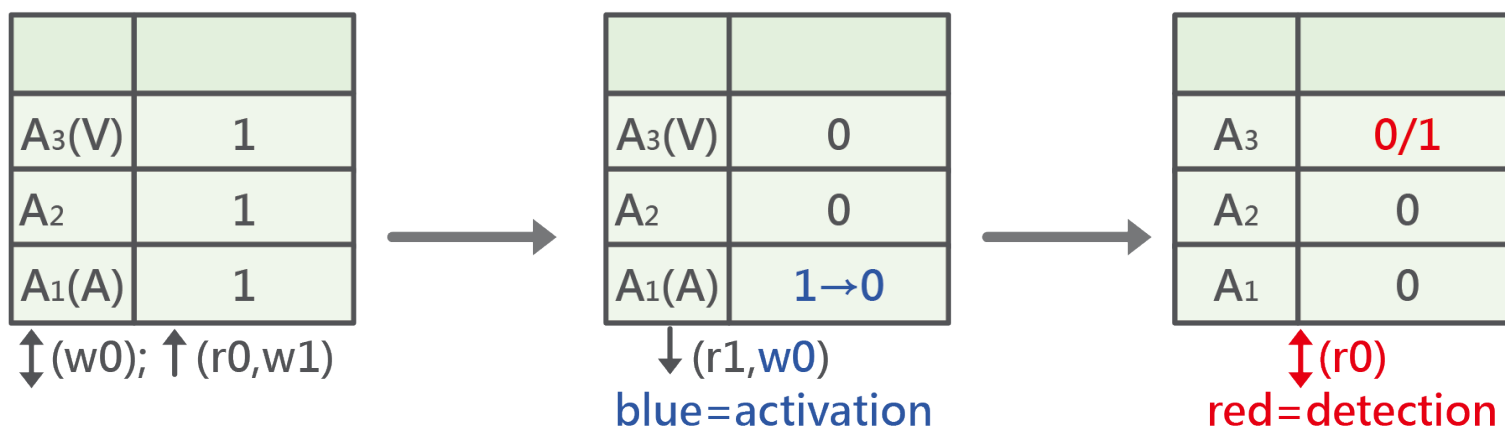 A₃(V) 1
A₂ 1
A₁(A) 1
↕(w0); ↑(r0,w1)
A₃(V) 0
A₂ 0
A₁(A) 1→0
↓(r1,w0)
blue=activation
A₃ 0/1
A₂ 0
A₁ 0
↕(r0)
red=detection